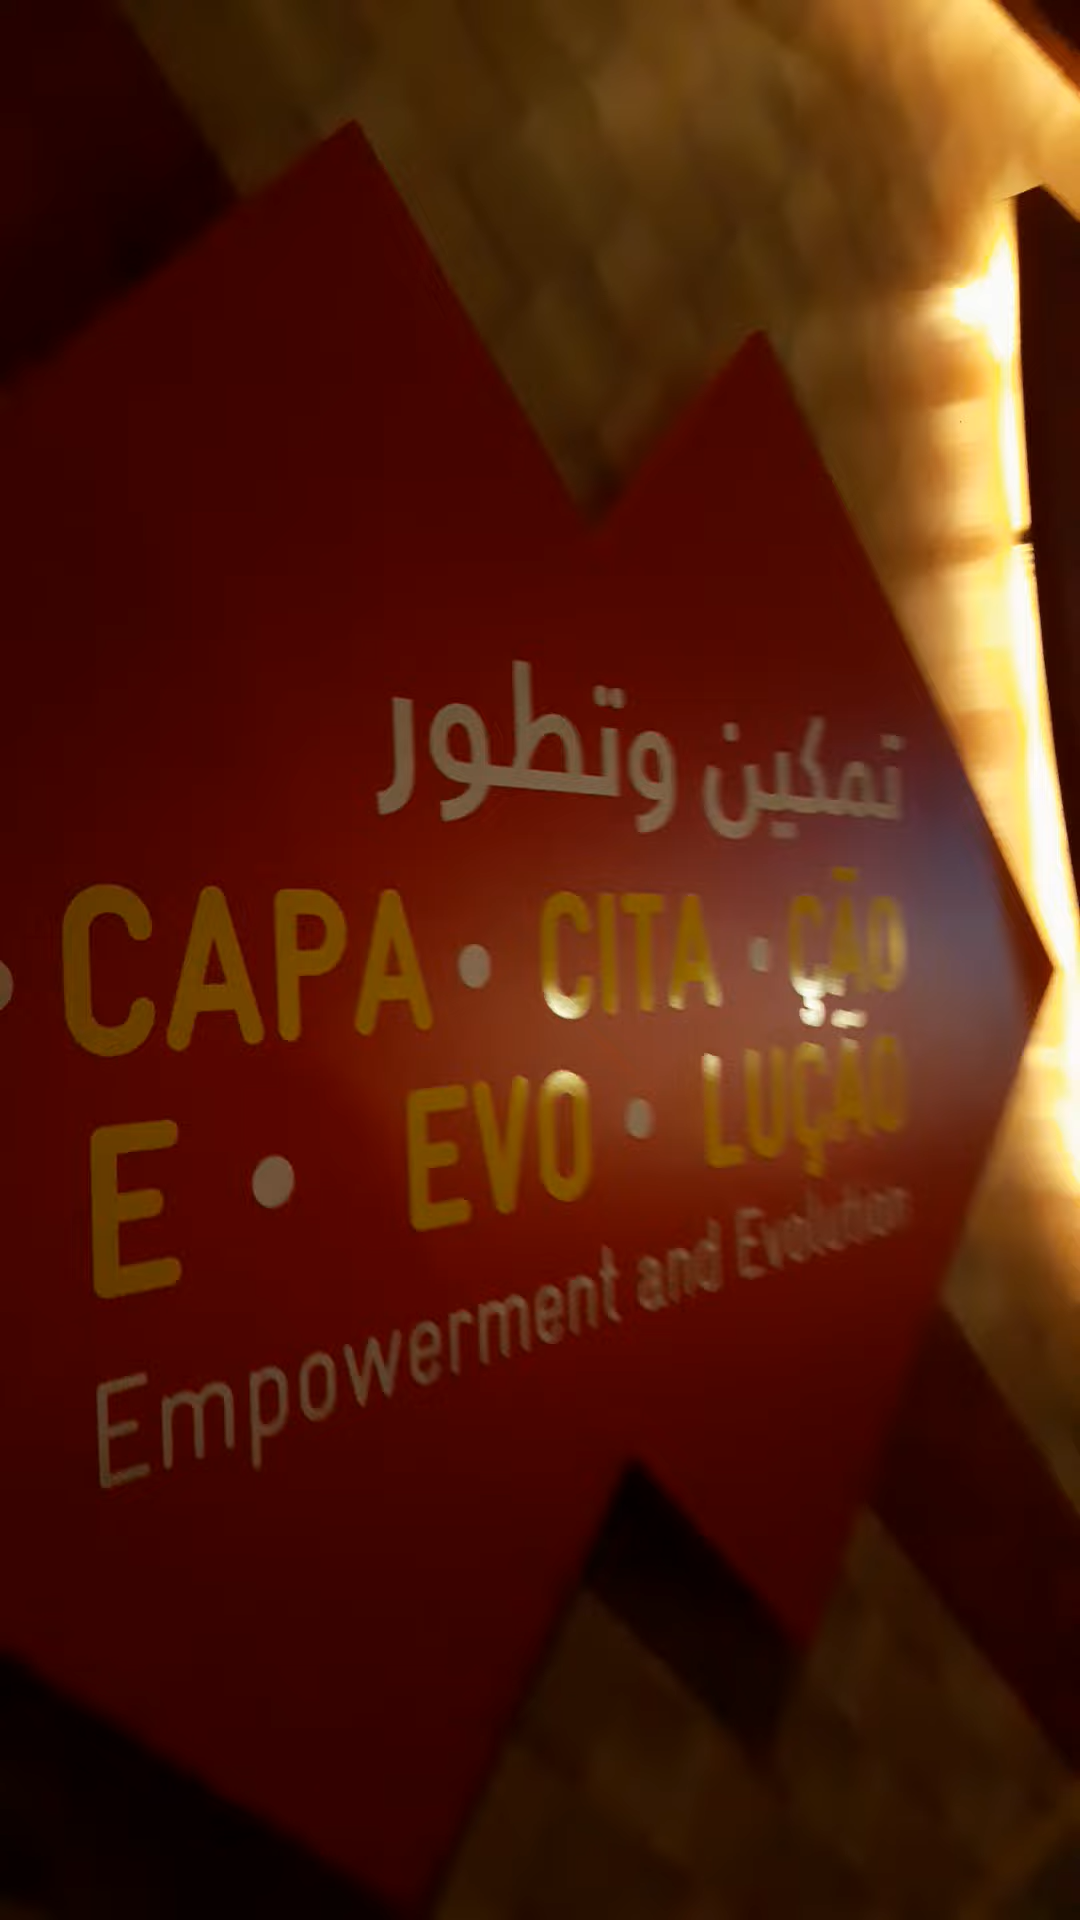 تمكين وتطور
CAPA • CITA • ÇÃO
E • EVO • LUÇÃO
Empowerment and Evolution